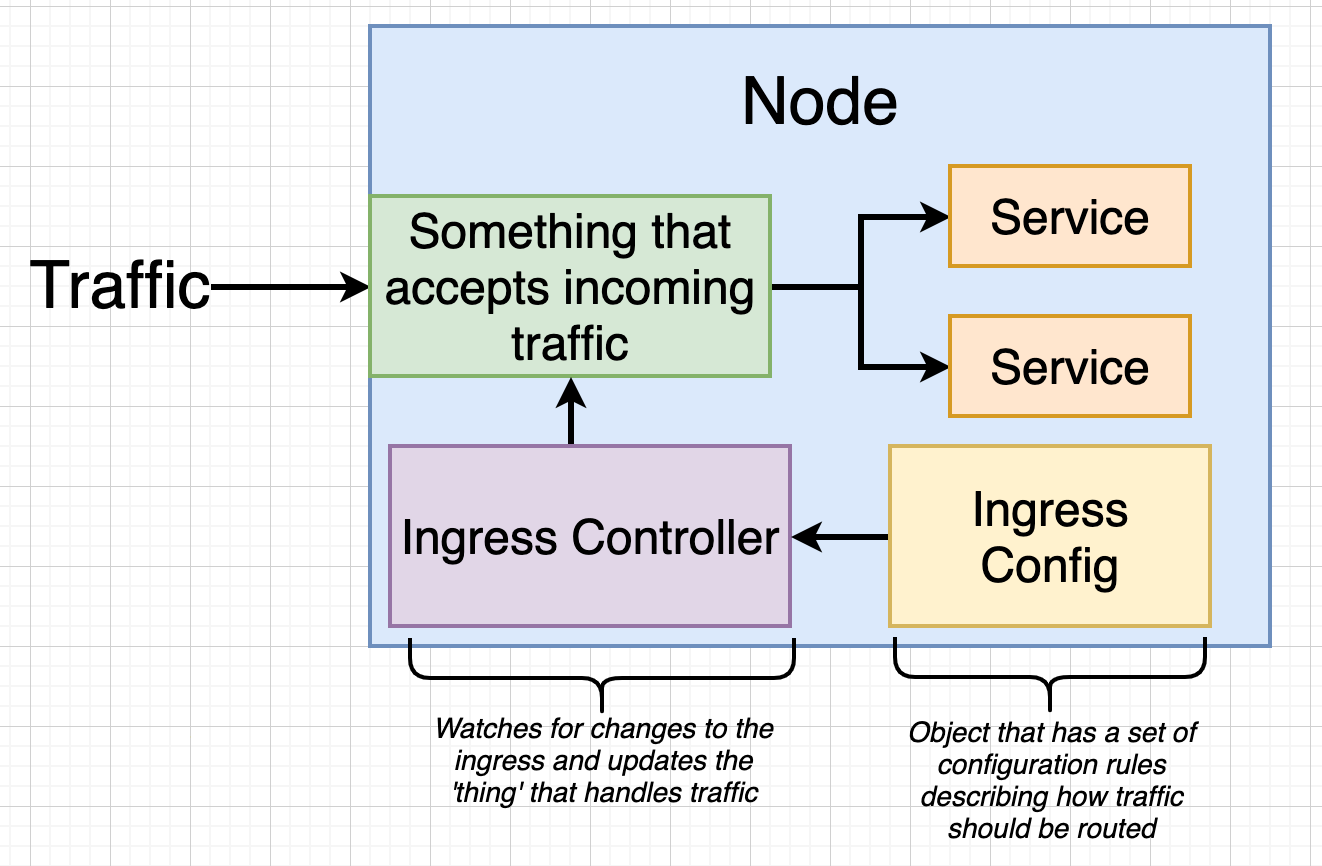 Node
Traffic
Something that
accepts incoming
traffic
Service
Service
Ingress Controller
Ingress
Config
Watches for changes to the
ingress and updates the
'thing' that handles traffic
Object that has a set of
configuration rules
describing how traffic
should be routed